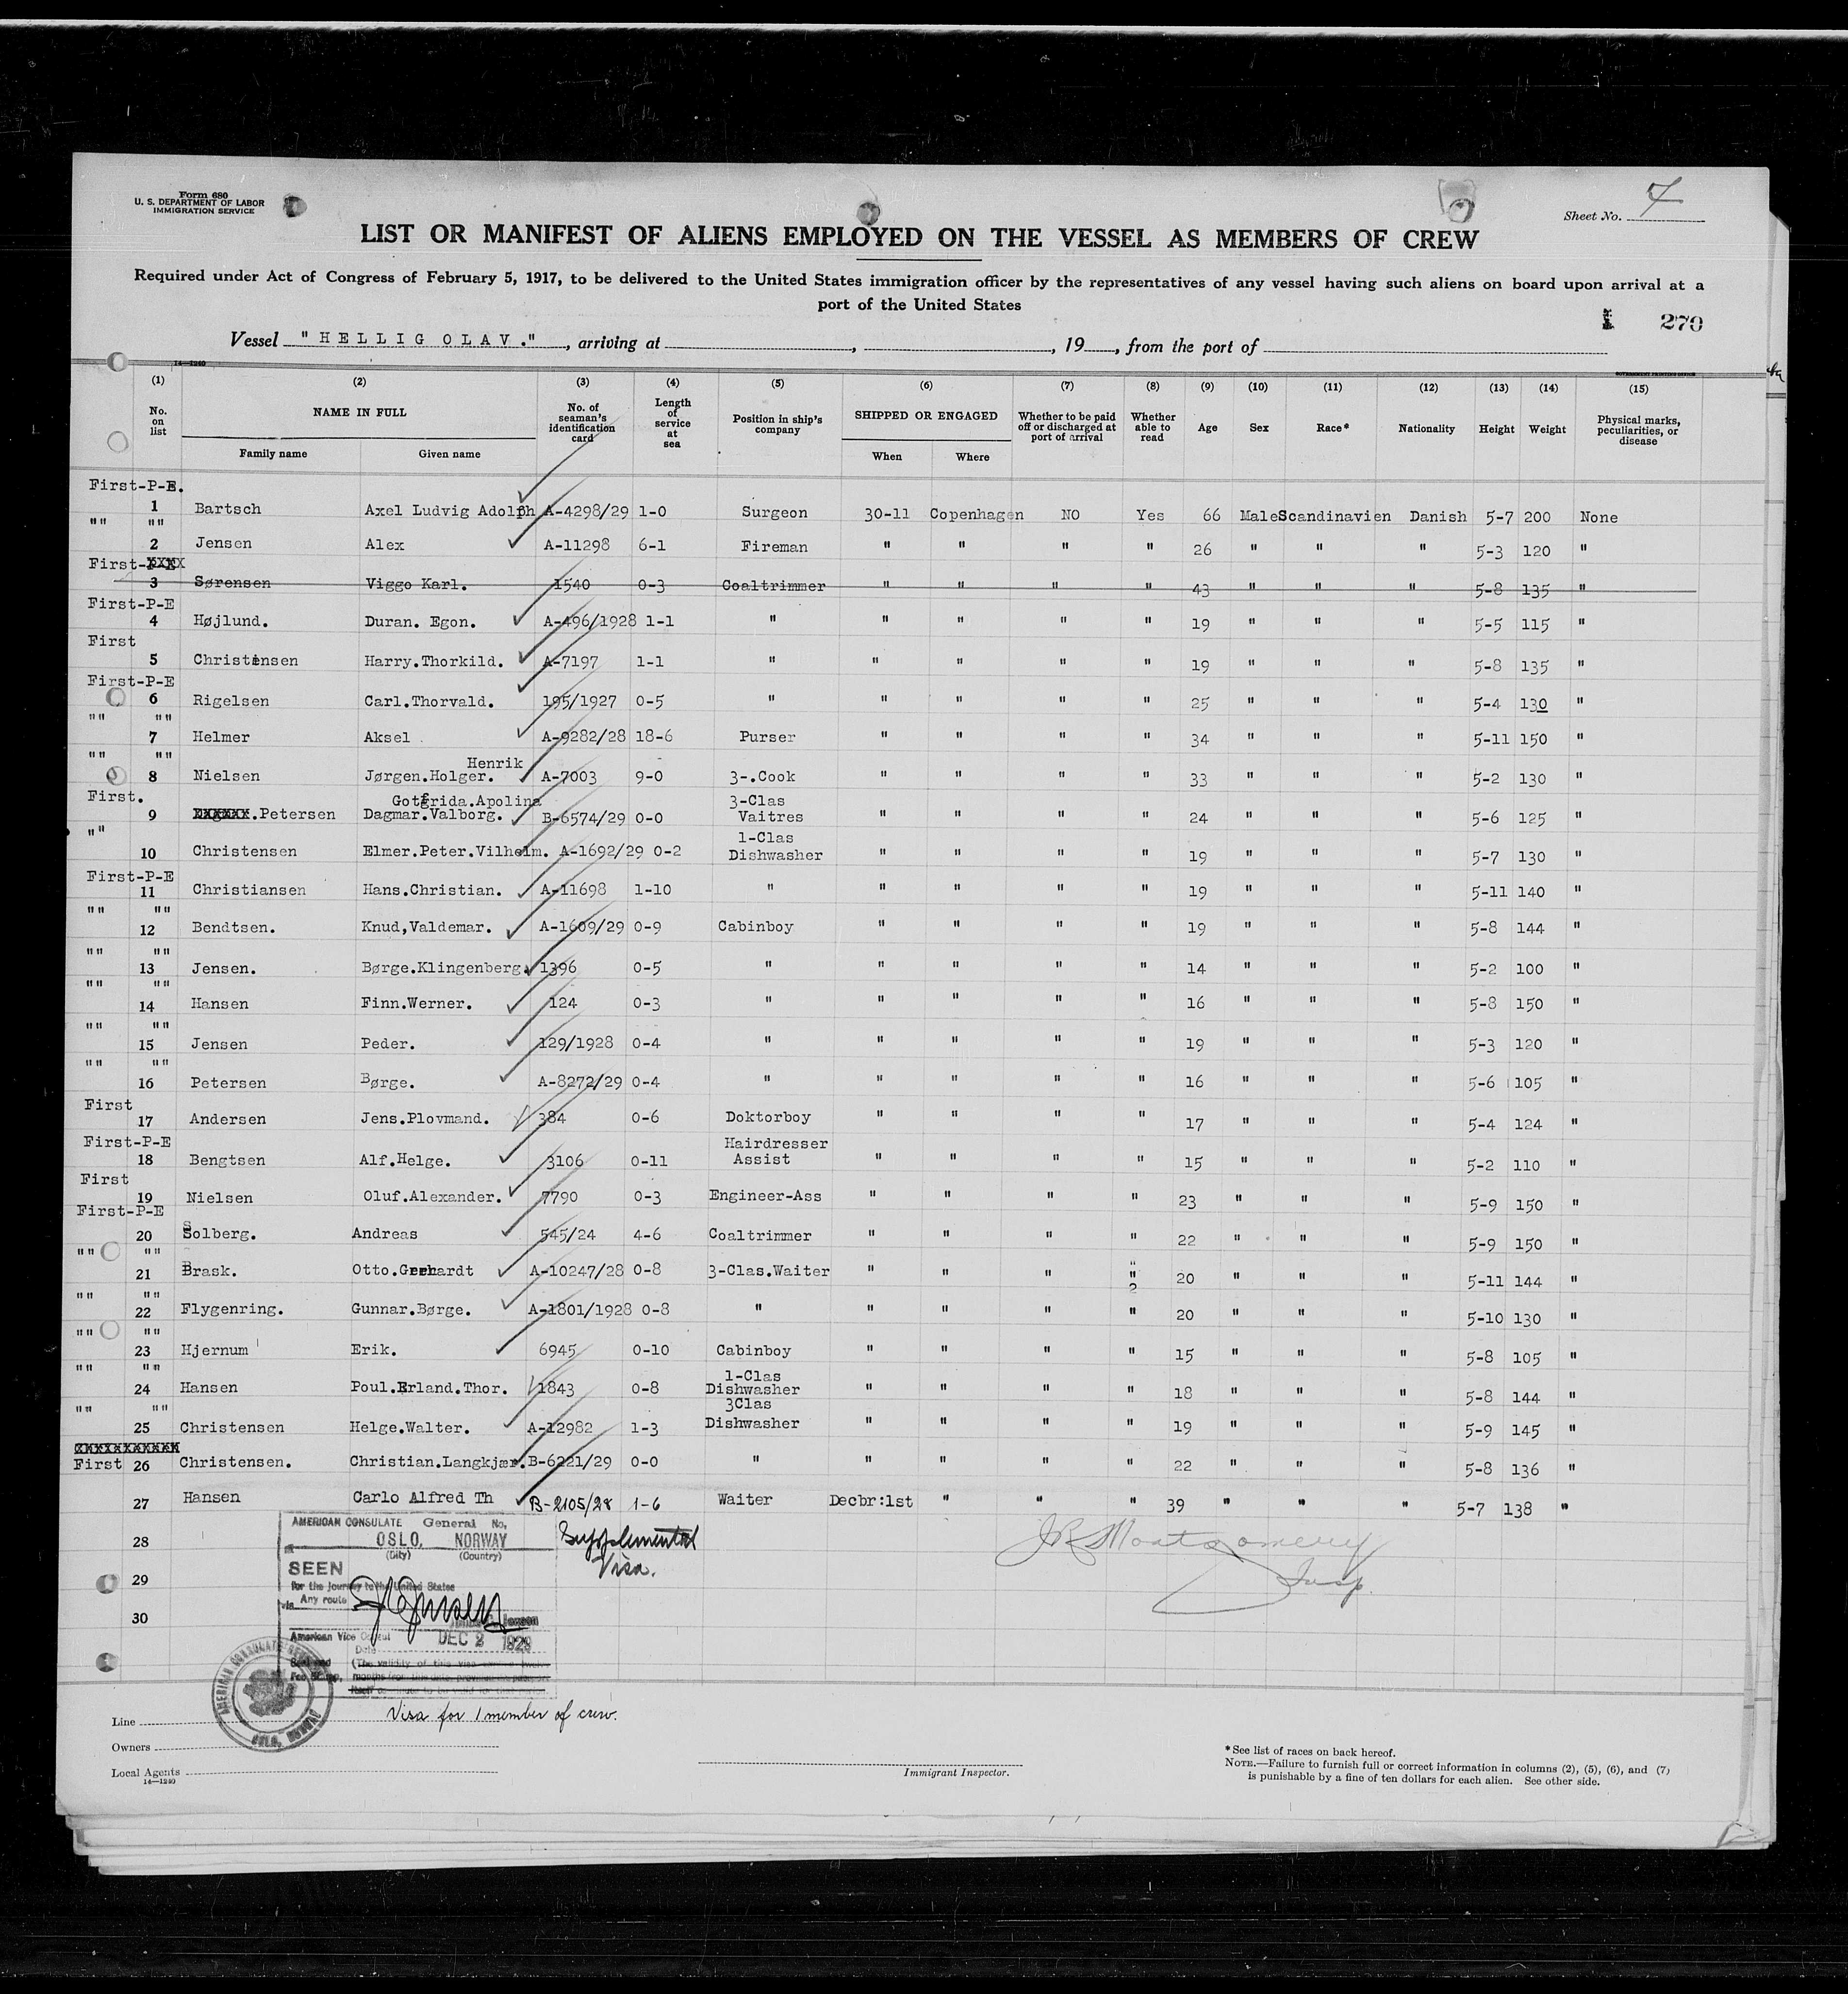 Form 680
U. S. DEPARTMENT OF LABOR
IMMIGRATION SERVICE
Sheet No. 7
LIST OR MANIFEST OF ALIENS EMPLOYED ON THE VESSEL AS MEMBERS OF CREW
Required under Act of Congress of February 5, 1917, to be delivered to the United States immigration officer by the representatives of any vessel having such aliens on board upon arrival at a
port of the United States
270
Vessel "HELLIG OLAV.", arriving at , , 19 , from the port of
14—1240
(1) (2) (3) (4) (5) (6) (7) (8) (9) (10) (11) (12) (13) (14) (15)
No. on list NAME IN FULL No. of seaman's identification card Length of service at sea Position in ship's company SHIPPED OR ENGAGED Whether to be paid off or discharged at port of arrival Whether able to read Age Sex Race* Nationality Height Weight Physical marks, peculiarities, or disease
Family name Given name When Where
First-P-E.
1 Bartsch Axel Ludvig Adolph A-4298/29 1-0 Surgeon 30-11 Copenhagen NO Yes 66 Male Scandinavien Danish 5-7 200 None
"" ""
2 Jensen Alex A-11298 6-1 Fireman " " " " 26 " " " 5-3 120 "
First-
3 Sørensen Viggo Karl. 1540 0-3 Coaltrimmer " " " " 43 " " " 5-8 135 "
First-P-E
4 Højlund. Duran. Egon. A-496/1928 1-1 " " " " " 19 " " " 5-5 115 "
First
5 Christensen Harry.Thorkild. A-7197 1-1 " " " " " 19 " " " 5-8 135 "
First-P-E
6 Rigelsen Carl.Thorvald. 195/1927 0-5 " " " " " 25 " " " 5-4 130 "
"" ""
7 Helmer Aksel A-9282/28 18-6 Purser " " " " 34 " " " 5-11 150 "
"" "" Henrik
8 Nielsen Jørgen.Holger. A-7003 9-0 3-.Cook " " " " 33 " " " 5-2 130 "
First. Gotfrida.Apolina 3-Clas
9 .Petersen Dagmar.Valborg. B-6574/29 0-0 Vaitres " " " " 24 " " " 5-6 125 "
"" 1-Clas
10 Christensen Elmer.Peter.Vilhelm. A-1692/29 0-2 Dishwasher " " " " 19 " " " 5-7 130 "
First-P-E
11 Christiansen Hans.Christian. A-11698 1-10 " " " " " 19 " " " 5-11 140 "
"" ""
12 Bendtsen. Knud,Valdemar. A-1609/29 0-9 Cabinboy " " " " 19 " " " 5-8 144 "
"" ""
13 Jensen. Børge.Klingenberg. 1396 0-5 " " " " " 14 " " " 5-2 100 "
"" ""
14 Hansen Finn.Werner. 124 0-3 " " " " " 16 " " " 5-8 150 "
"" ""
15 Jensen Peder. 129/1928 0-4 " " " " " 19 " " " 5-3 120 "
"" ""
16 Petersen Børge. A-8272/29 0-4 " " " " " 16 " " " 5-6 105 "
First
17 Andersen Jens.Plovmand. 384 0-6 Doktorboy " " " " 17 " " " 5-4 124 "
First-P-E Hairdresser
18 Bengtsen Alf.Helge. 3106 0-11 Assist " " " " 15 " " " 5-2 110 "
First
19 Nielsen Oluf.Alexander. 7790 0-3 Engineer-Ass " " " " 23 " " " 5-9 150 "
First-P-E
20 Solberg. Andreas 545/24 4-6 Coaltrimmer " " " " 22 " " " 5-9 150 "
"" ""
21 Brask. Otto.Gerhardt A-10247/28 0-8 3-Clas.Waiter " " " " 20 " " " 5-11 144 "
"" ""
22 Flygenring. Gunnar.Børge. A-1801/1928 0-8 " " " " " 20 " " " 5-10 130 "
"" ""
23 Hjernum Erik. 6945 0-10 Cabinboy " " " " 15 " " " 5-8 105 "
"" "" 1-Clas
24 Hansen Poul.Erland.Thor. 1843 0-8 Dishwasher " " " " 18 " " " 5-8 144 "
"" "" 3Clas
25 Christensen Helge.Walter. A-12982 1-3 Dishwasher " " " " 19 " " " 5-9 145 "
First 26 Christensen. Christian.Langkjær. B-6221/29 0-0 " " " " " 22 " " " 5-8 136 "
27 Hansen Carlo Alfred Th B-2105/28 1-6 Waiter Decbr:1st " " " 39 " " " 5-7 138 "
28
29
30
AMERICAN CONSULATE General No.
OSLO, NORWAY
(City) (Country)
SEEN
for the journey to the United States
via Any route
American Vice Consul DEC 2 1929
Date
(The validity of this visa
Supplemental
Visa.
JR Montgomery
Insp.
AMERICAN CONSULATE GENERAL
OSLO, NORWAY
Visa for 1 member of crew.
Line
Owners
Local Agents
14—1240
Immigrant Inspector.
*See list of races on back hereof.
NOTE.—Failure to furnish full or correct information in columns (2), (5), (6), and (7)
is punishable by a fine of ten dollars for each alien. See other side.